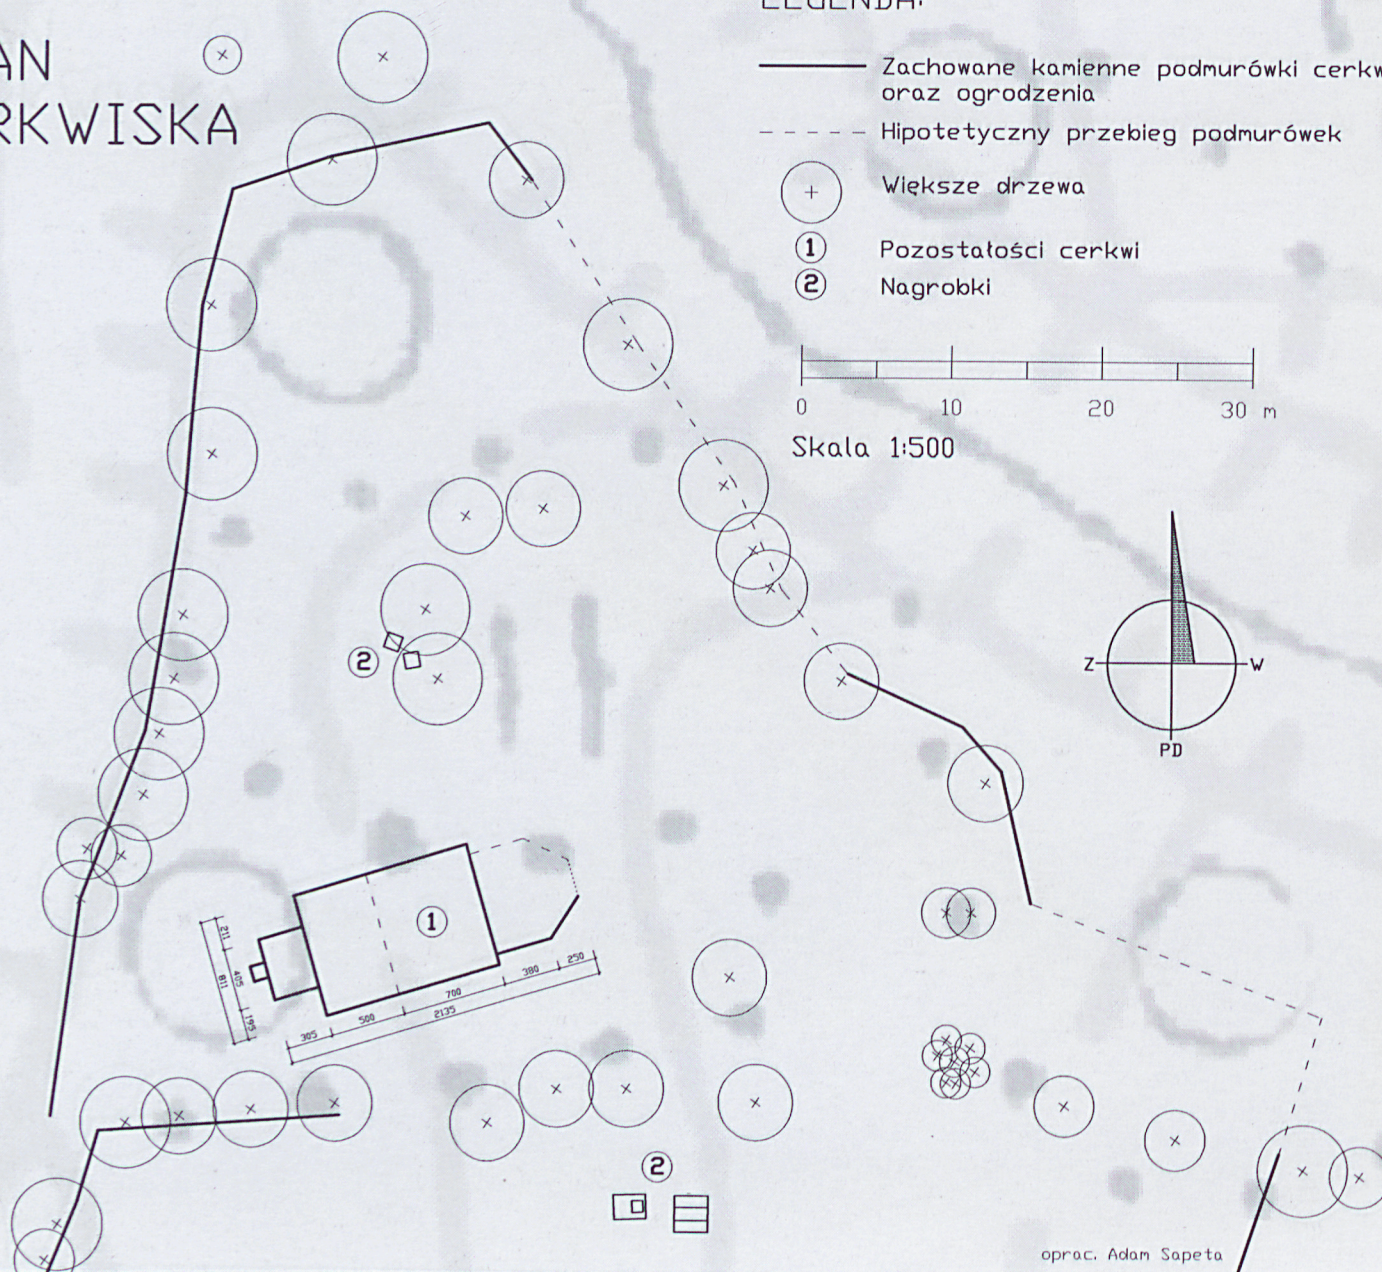 AN
RKWISKA
LEGENDA:
Zachowane kamienne podmurówki cerkw
oraz ogrodzenia
Hipotetyczny przebieg podmurówek
Większe drzewa
1 Pozostałości cerkwi
2 Nagrobki
0 10 20 30 m
Skala 1:500
Z W
PD
2
1
211
405
195
811
305 500 700 380 250
2135
2
oprac. Adam Sapeta